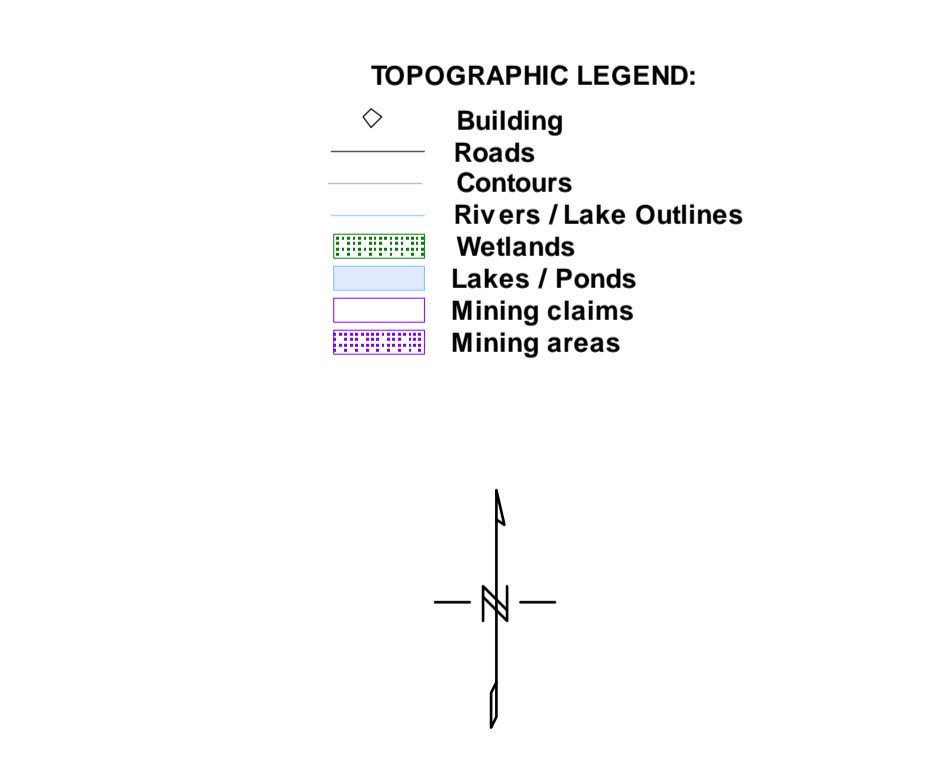 TOPOGRAPHIC LEGEND:
Building
Roads
Contours
Rivers / Lake Outlines
Wetlands
Lakes / Ponds
Mining claims
Mining areas
N